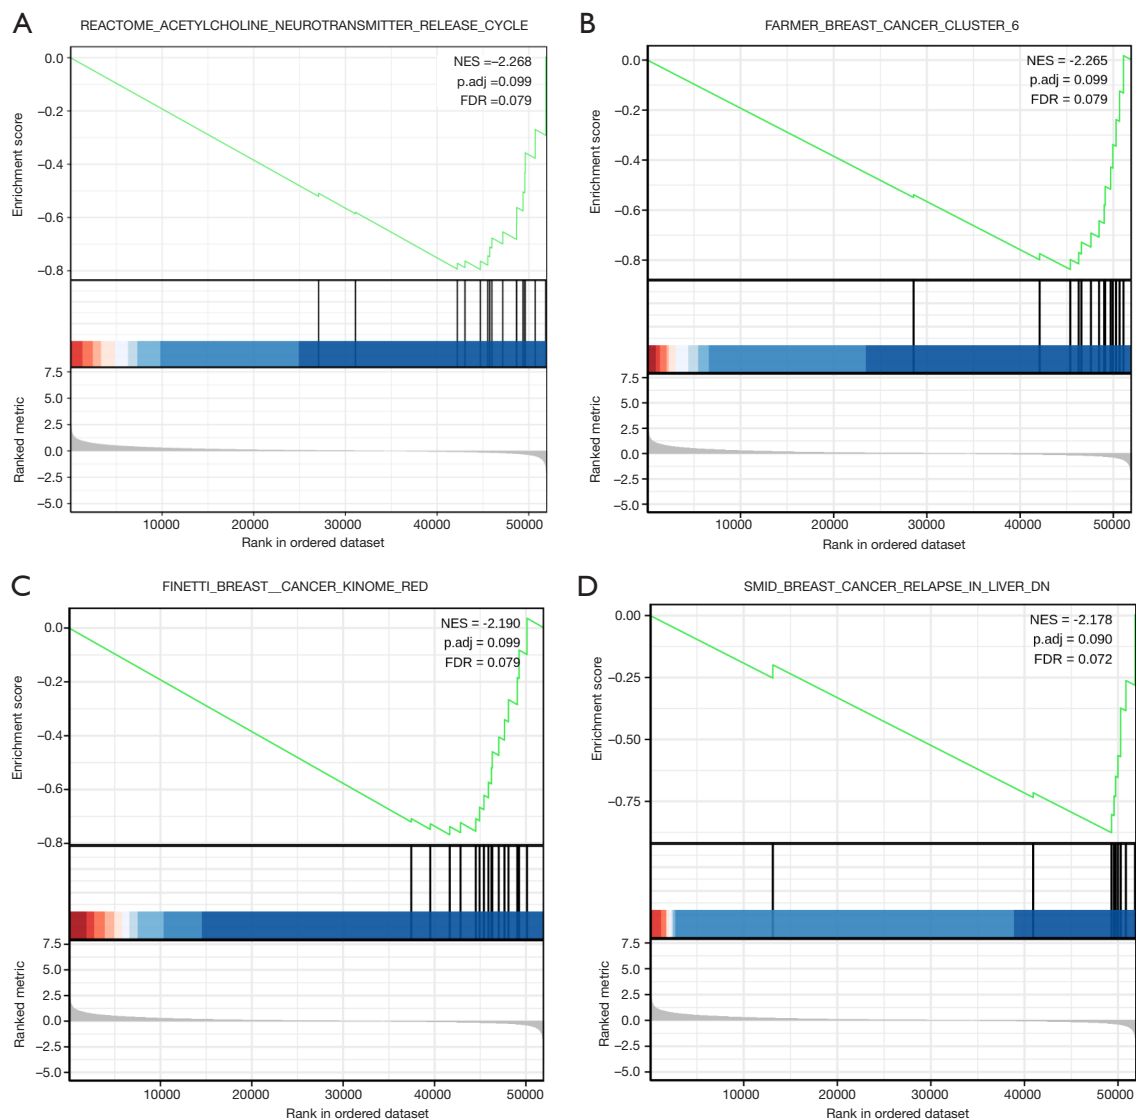 A
REACTOME_ACETYLCHOLINE_NEUROTRANSMITTER_RELEASE_CYCLE
NES =−2.268
p.adj =0.099
FDR =0.079
Enrichment score
0.0
−0.2
−0.4
−0.6
−0.8
Ranked metric
7.5
5.0
2.5
0.0
−2.5
−5.0
10000 20000 30000 40000 50000
Rank in ordered dataset
B
FARMER_BREAST_CANCER_CLUSTER_6
NES = -2.265
p.adj = 0.099
FDR = 0.079
Enrichment score
0.0
−0.2
−0.4
−0.6
−0.8
Ranked metric
7.5
5.0
2.5
0.0
−2.5
−5.0
10000 20000 30000 40000 50000
Rank in ordered dataset
C
FINETTI_BREAST__CANCER_KINOME_RED
NES = -2.190
p.adj = 0.099
FDR = 0.079
Enrichment score
0.0
−0.2
−0.4
−0.6
−0.8
Ranked metric
7.5
5.0
2.5
0.0
−2.5
−5.0
10000 20000 30000 40000 50000
Rank in ordered dataset
D
SMID_BREAST_CANCER_RELAPSE_IN_LIVER_DN
NES = -2.178
p.adj = 0.090
FDR = 0.072
Enrichment score
0.00
−0.25
−0.50
−0.75
Ranked metric
7.5
5.0
2.5
0.0
−2.5
−5.0
10000 20000 30000 40000 50000
Rank in ordered dataset